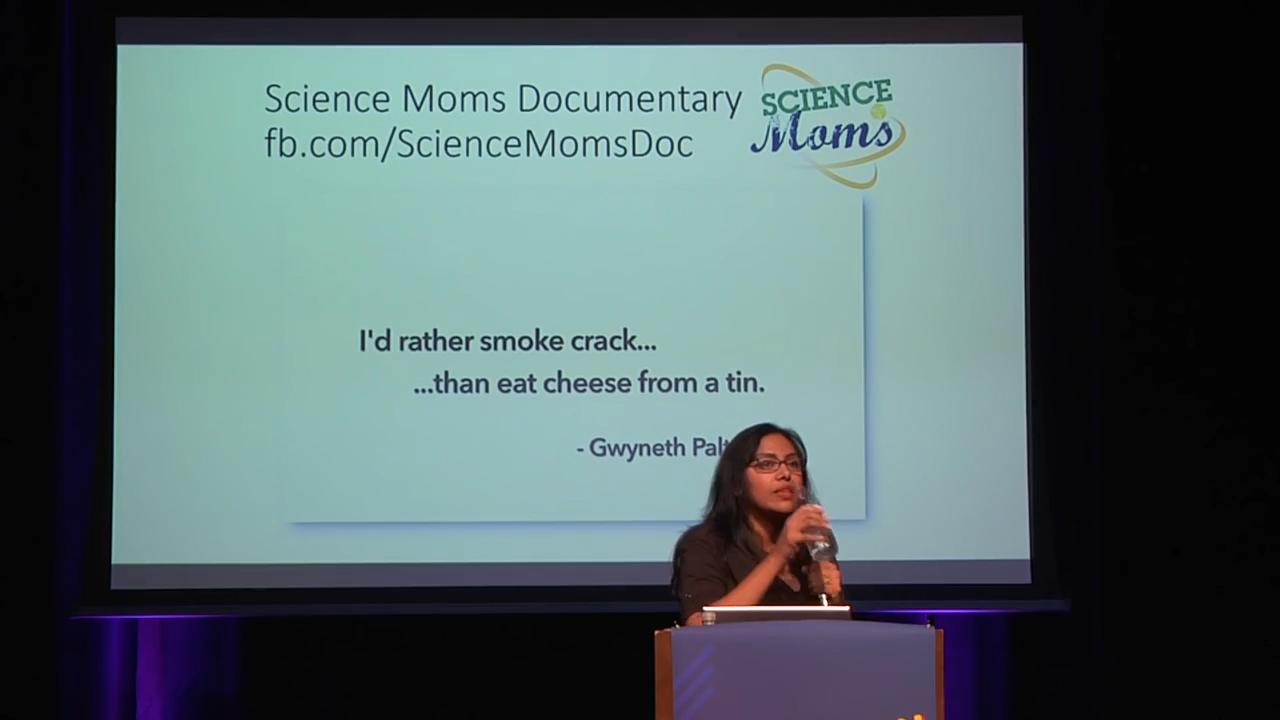 Science Moms Documentary
fb.com/ScienceMomsDoc
SCIENCE
Moms
I'd rather smoke crack...
...than eat cheese from a tin.
- Gwyneth